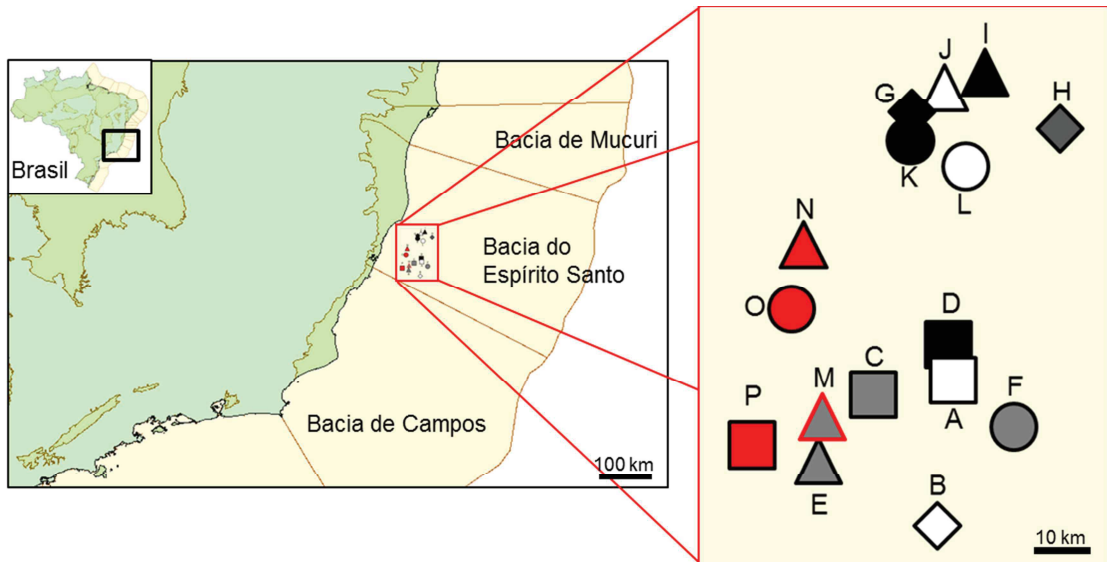 Brasil
Bacia de Mucuri
Bacia do
Espírito Santo
Bacia de Campos
100 km
I
J
G
H
K
L
N
O
D
C
M
P
F
A
E
B
10 km